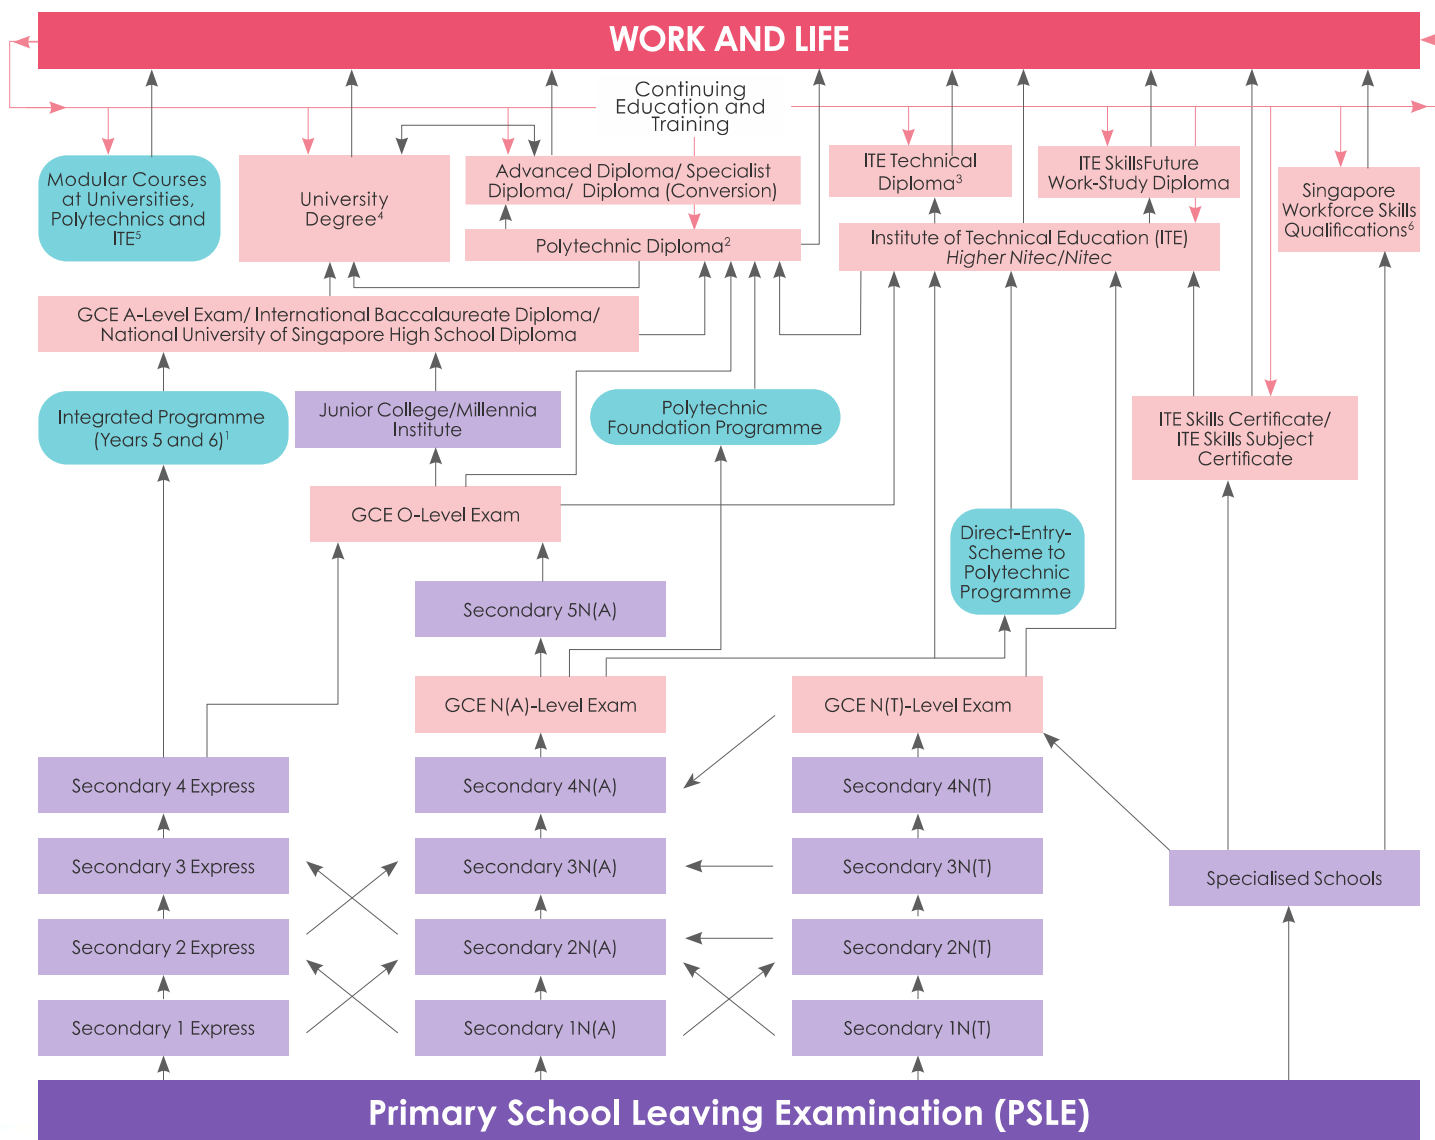 WORK AND LIFE
Continuing
Education and
Training
Modular Courses
at Universities,
Polytechnics and
ITE⁵
University
Degree⁴
Advanced Diploma/ Specialist
Diploma/ Diploma (Conversion)
Polytechnic Diploma²
ITE Technical
Diploma³
ITE SkillsFuture
Work-Study Diploma
Singapore
Workforce Skills
Qualifications⁶
Institute of Technical Education (ITE)
Higher Nitec/Nitec
GCE A-Level Exam/ International Baccalaureate Diploma/
National University of Singapore High School Diploma
Integrated Programme
(Years 5 and 6)¹
Junior College/Millennia
Institute
Polytechnic
Foundation Programme
ITE Skills Certificate/
ITE Skills Subject
Certificate
GCE O-Level Exam
Direct-Entry-
Scheme to
Polytechnic
Programme
Secondary 5N(A)
GCE N(A)-Level Exam
GCE N(T)-Level Exam
Secondary 4 Express
Secondary 4N(A)
Secondary 4N(T)
Secondary 3 Express
Secondary 3N(A)
Secondary 3N(T)
Specialised Schools
Secondary 2 Express
Secondary 2N(A)
Secondary 2N(T)
Secondary 1 Express
Secondary 1N(A)
Secondary 1N(T)
Primary School Leaving Examination (PSLE)